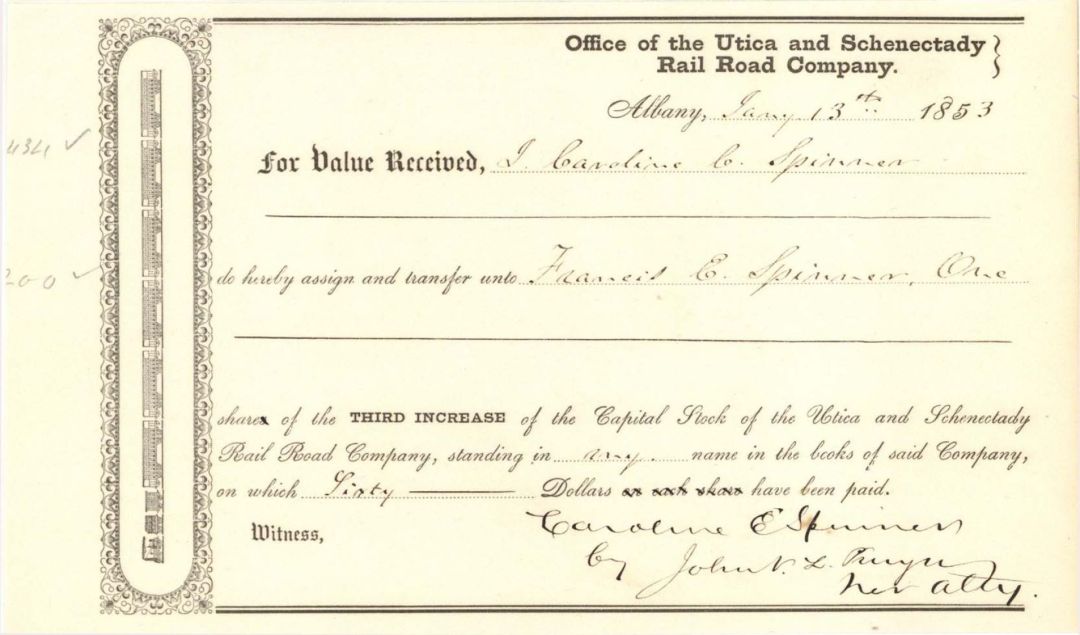 Office of the Utica and Schenectady
Rail Road Company.
Albany, Jany 13th 1853
434 ✓
For Value Received, I Caroline C. Spinner
200 ✓
do hereby assign and transfer unto Francis E. Spinner, One
shares of the THIRD INCREASE of the Capital Stock of the Utica and Schenectady
Rail Road Company, standing in my name in the books of said Company,
on which Sixty Dollars on each share have been paid.
Witness,
Caroline E Spinner
by John V. L. Pruyn
her atty.